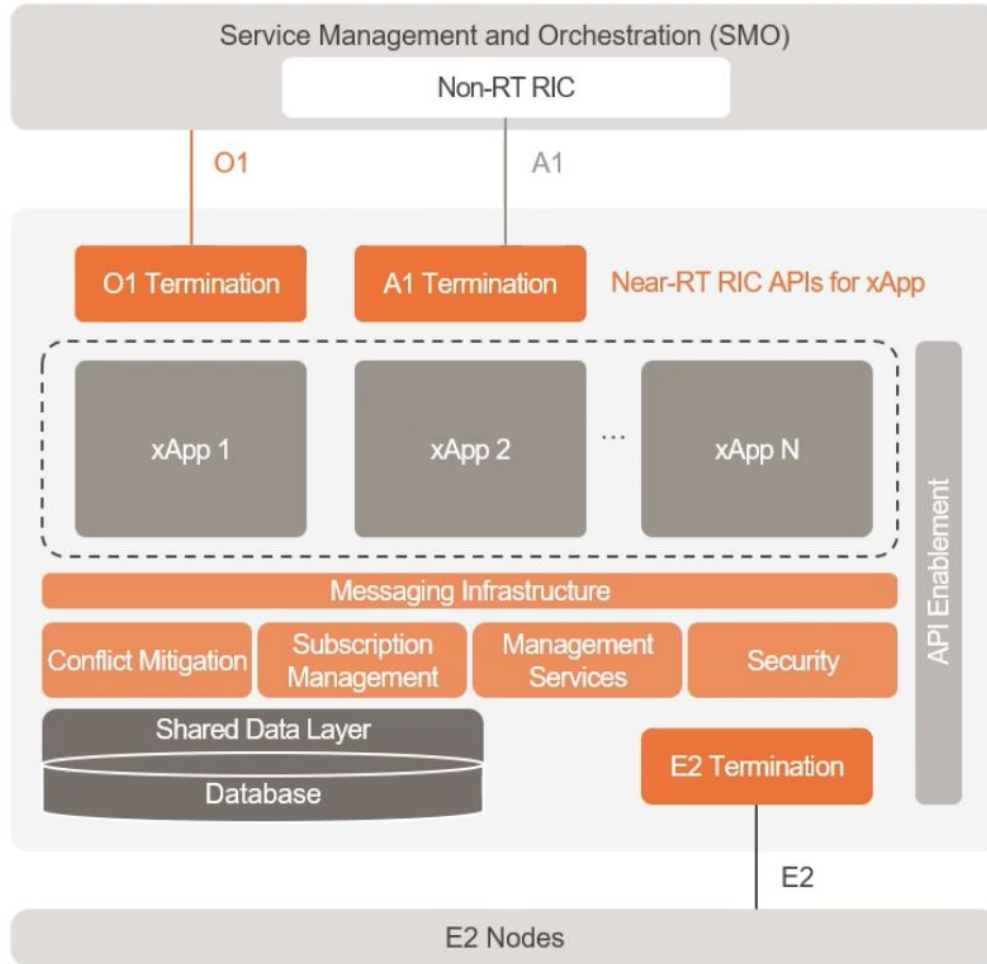 Service Management and Orchestration (SMO)
Non-RT RIC
O1
A1
O1 Termination
A1 Termination
Near-RT RIC APIs for xApp
xApp 1
xApp 2
...
xApp N
API Enablement
Messaging Infrastructure
Conflict Mitigation
Subscription
Management
Management
Services
Security
Shared Data Layer
Database
E2 Termination
E2
E2 Nodes